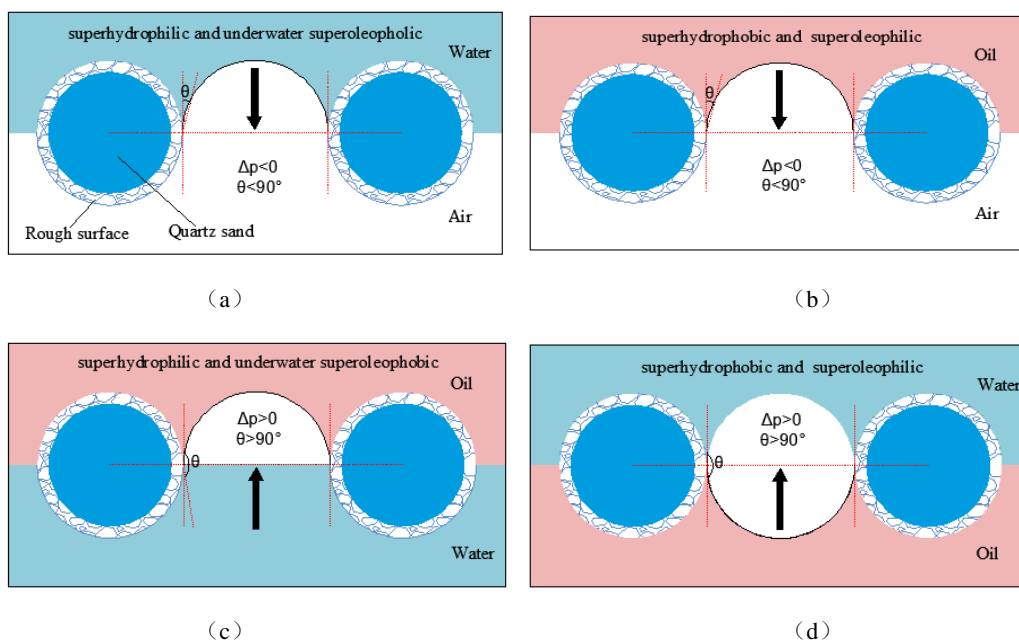 superhydrophilic and underwater superoleopholic
Water
θ
Δp<0
θ<90°
Air
Rough surface
Quartz sand
（a）
superhydrophobic and superoleophilic
Oil
θ
Δp<0
θ<90°
Air
（b）
superhydrophilic and underwater superoleophobic
Oil
Δp>0
θ>90°
θ
Water
（c）
superhydrophobic and superoleophilic
Water
Δp>0
θ>90°
θ
Oil
（d）